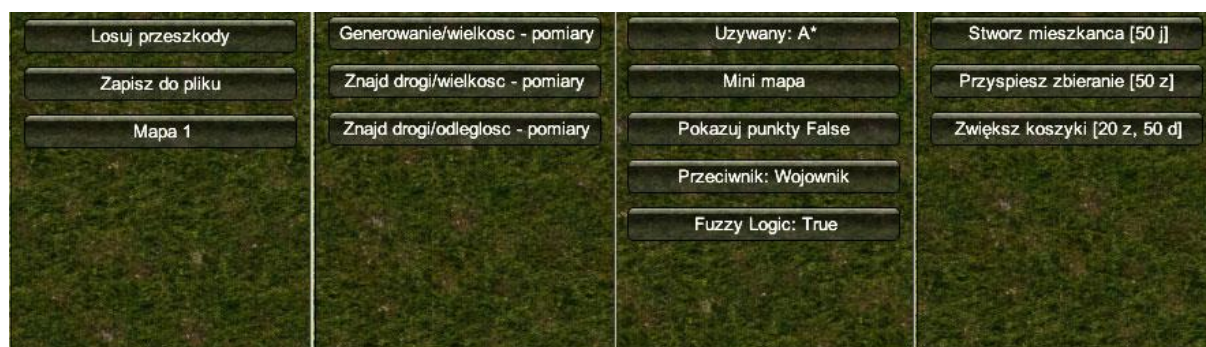 Losuj przeszkody
Zapisz do pliku
Mapa 1
Generowanie/wielkosc - pomiary
Znajd drogi/wielkosc - pomiary
Znajd drogi/odleglosc - pomiary
Uzywany: A*
Mini mapa
Pokazuj punkty False
Przeciwnik: Wojownik
Fuzzy Logic: True
Stworz mieszkanca [50 j]
Przyspiesz zbieranie [50 z]
Zwiększ koszyki [20 z, 50 d]